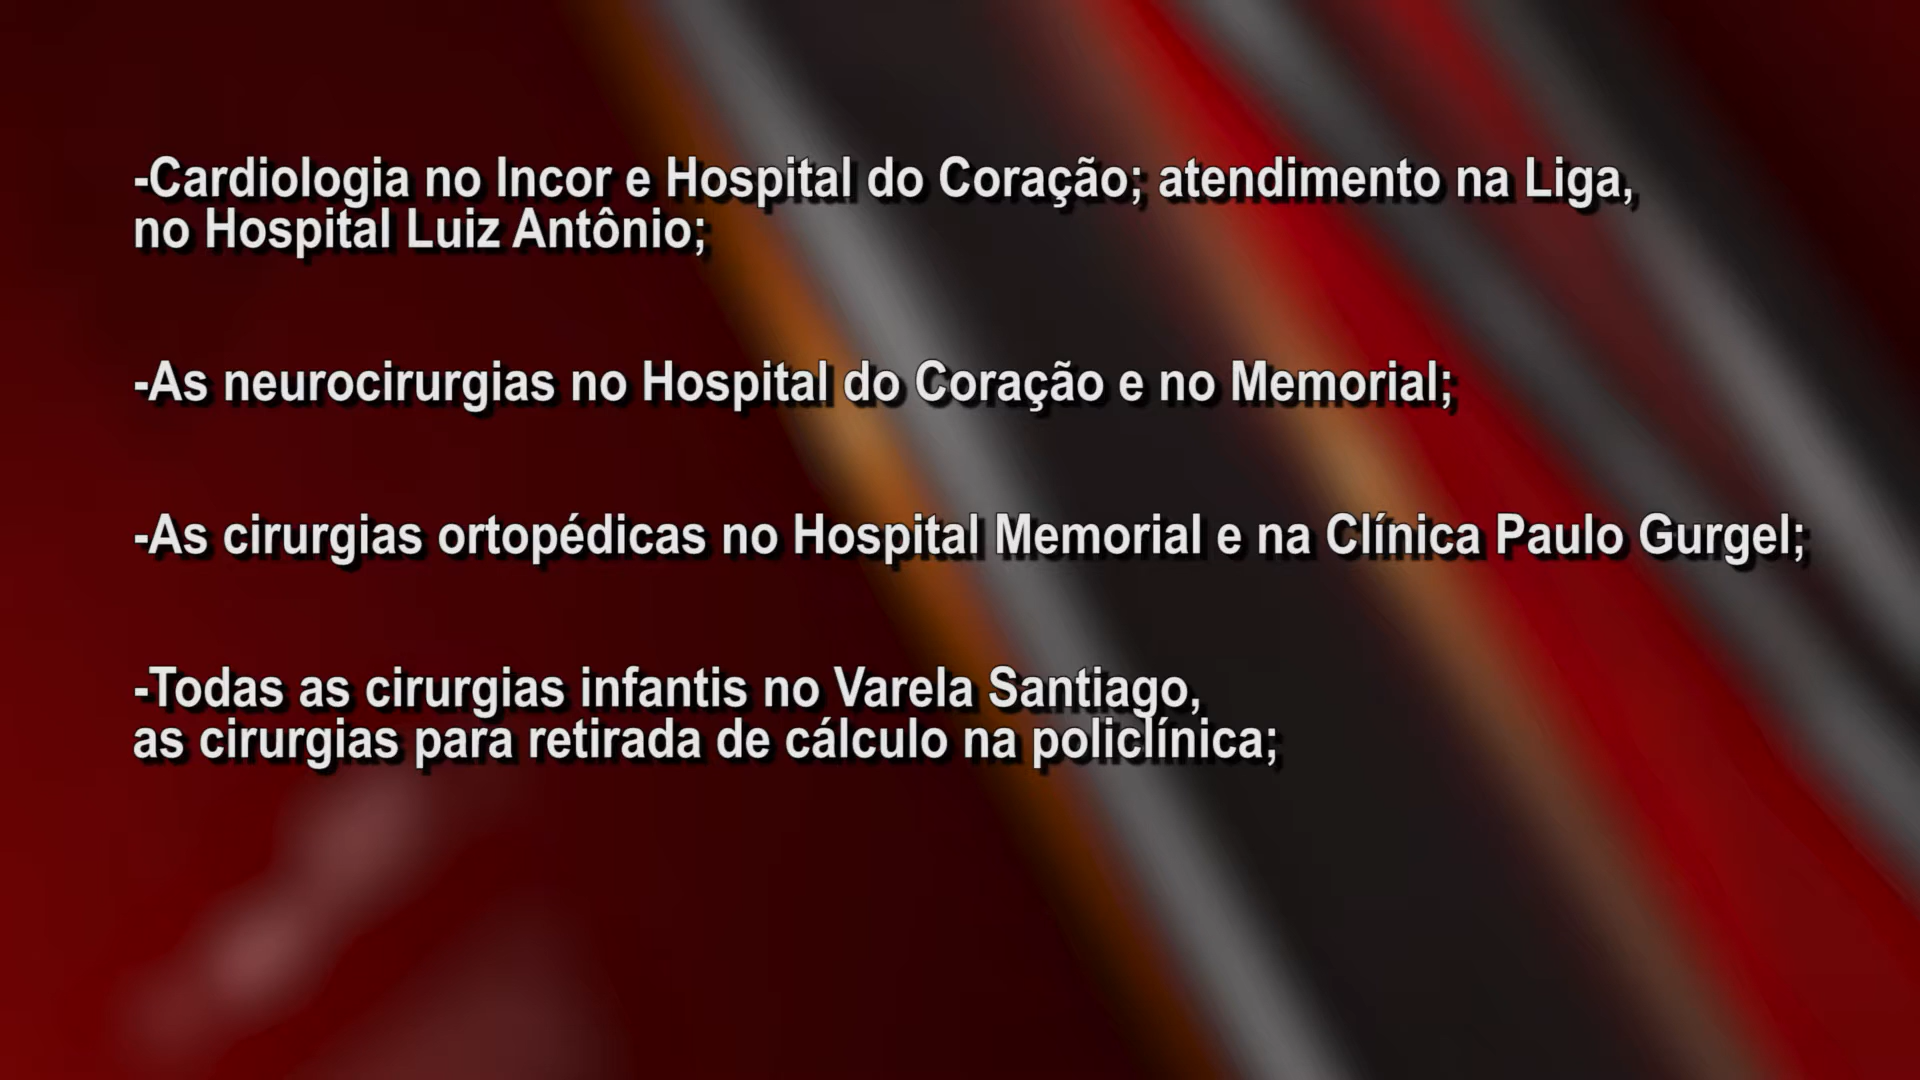 -Cardiologia no Incor e Hospital do Coração; atendimento na Liga,
no Hospital Luiz Antônio;
-As neurocirurgias no Hospital do Coração e no Memorial;
-As cirurgias ortopédicas no Hospital Memorial e na Clínica Paulo Gurgel;
-Todas as cirurgias infantis no Varela Santiago,
as cirurgias para retirada de cálculo na policlínica;